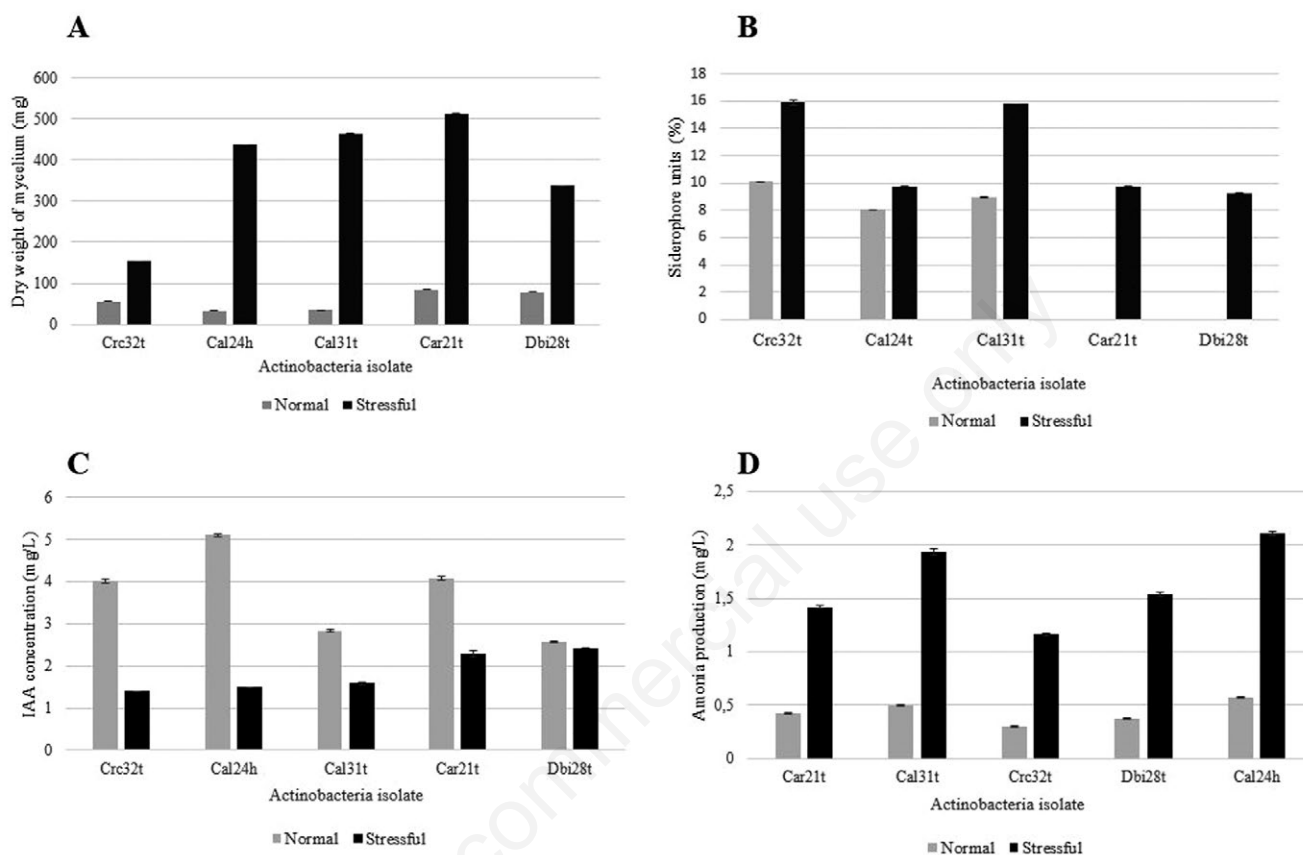 A
Dry weight of mycelium (mg)
600
500
400
300
200
100
0
Crc32t Cal24h Cal31t Car21t Dbi28t
Actinobacteria isolate
Normal Stressful
B
Siderophore units (%)
18
16
14
12
10
8
6
4
2
0
Crc32t Cal24t Cal31t Car21t Dbi28t
Actinobacteria isolate
Normal Stressful
C
IAA concentration (mg/L)
6
5
4
3
2
1
0
Crc32t Cal24h Cal31t Car21t Dbi28t
Actinobacteria isolate
Normal Stressful
D
Amonia production (mg/L)
2,5
2
1,5
1
0,5
0
Car21t Cal31t Crc32t Dbi28t Cal24h
Actinobacteria isolate
Normal Stressful
commercial use only